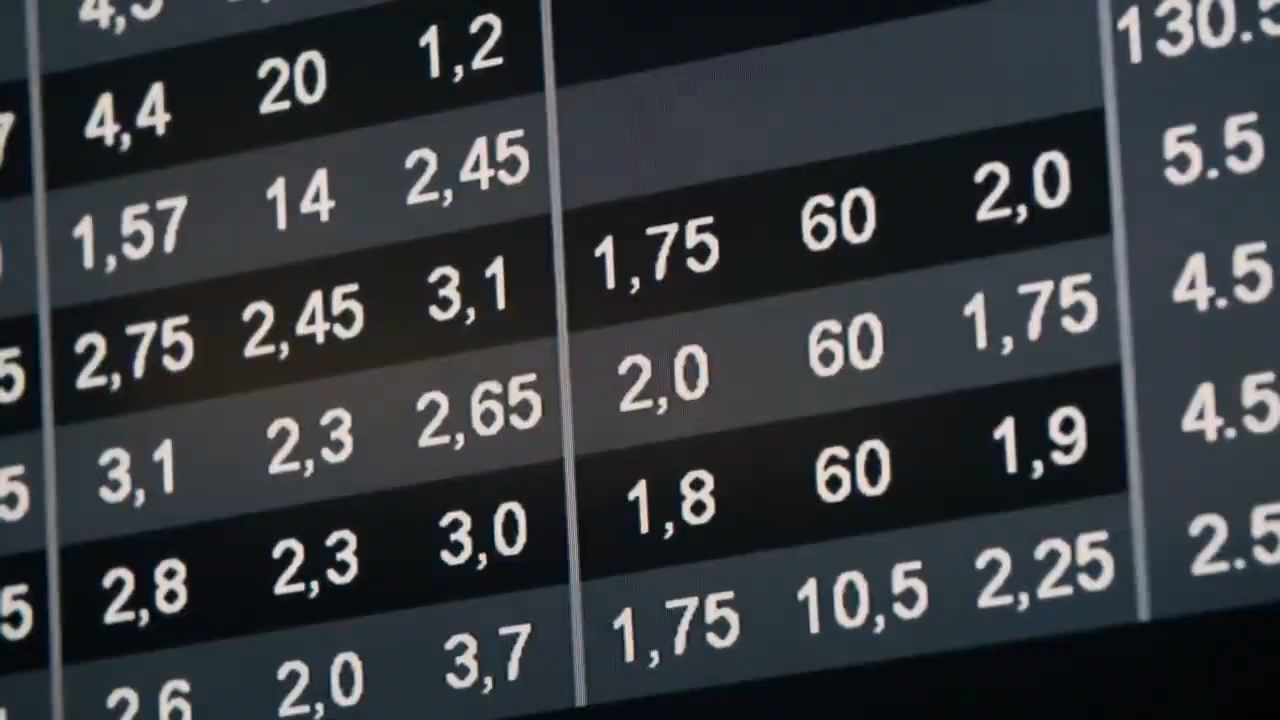 4,4 20 1,2
1,57 14 2,45 130.5
5 2,75 2,45 3,1 1,75 60 2,0 5.5
5 3,1 2,3 2,65 2,0 60 1,75 4.5
5 2,8 2,3 3,0 1,8 60 1,9 4.5
2,6 2,0 3,7 1,75 10,5 2,25 2.5